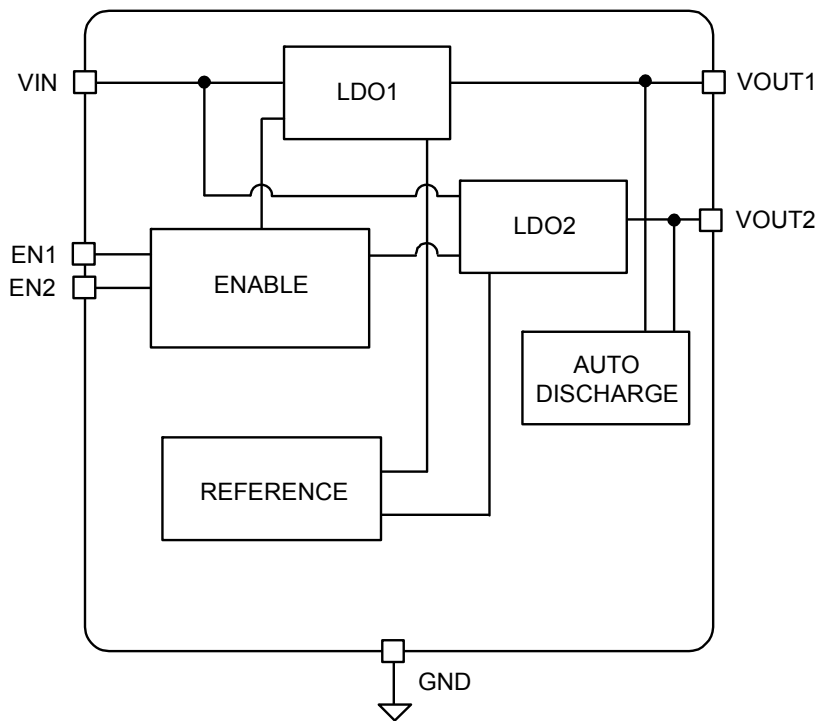 VIN
LDO1
VOUT1
LDO2
VOUT2
EN1
EN2
ENABLE
AUTO
DISCHARGE
REFERENCE
GND